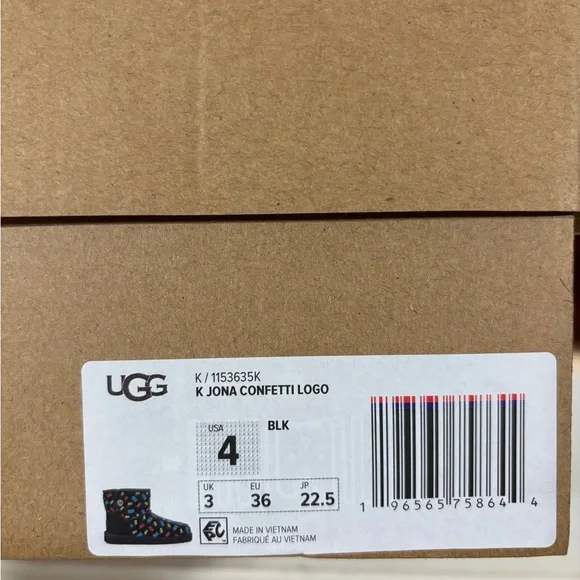 UGG
K / 1153635K
K JONA CONFETTI LOGO
USA
4
BLK
UK
3
EU
36
JP
22.5
MADE IN VIETNAM
FABRIQUÉ AU VIETNAM
1 96565 75864 4